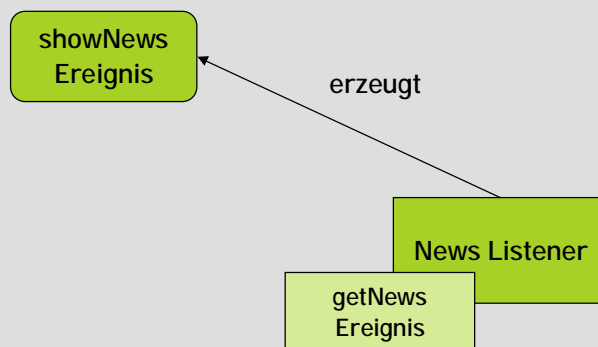 showNews
Ereignis
erzeugt
News Listener
getNews
Ereignis